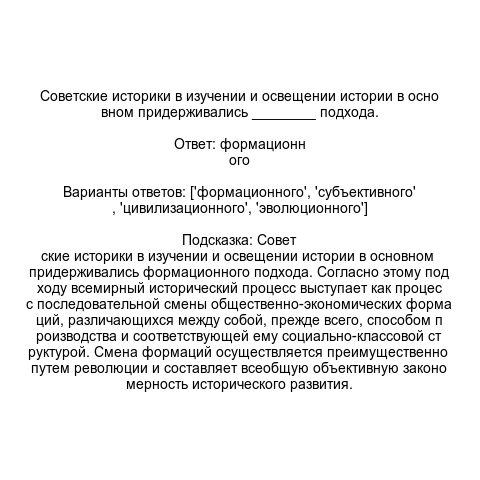 Советские историки в изучении и освещении истории в осно
вном придерживались ________ подхода.
Ответ: формационн
ого
Варианты ответов: ['формационного', 'субъективного'
, 'цивилизационного', 'эволюционного']
Подсказка: Совет
ские историки в изучении и освещении истории в основном
придерживались формационного подхода. Согласно этому под
ходу всемирный исторический процесс выступает как процес
с последовательной смены общественно-экономических форма
ций, различающихся между собой, прежде всего, способом п
роизводства и соответствующей ему социально-классовой ст
руктурой. Смена формаций осуществляется преимущественно
путем революции и составляет всеобщую объективную законо
мерность исторического развития.